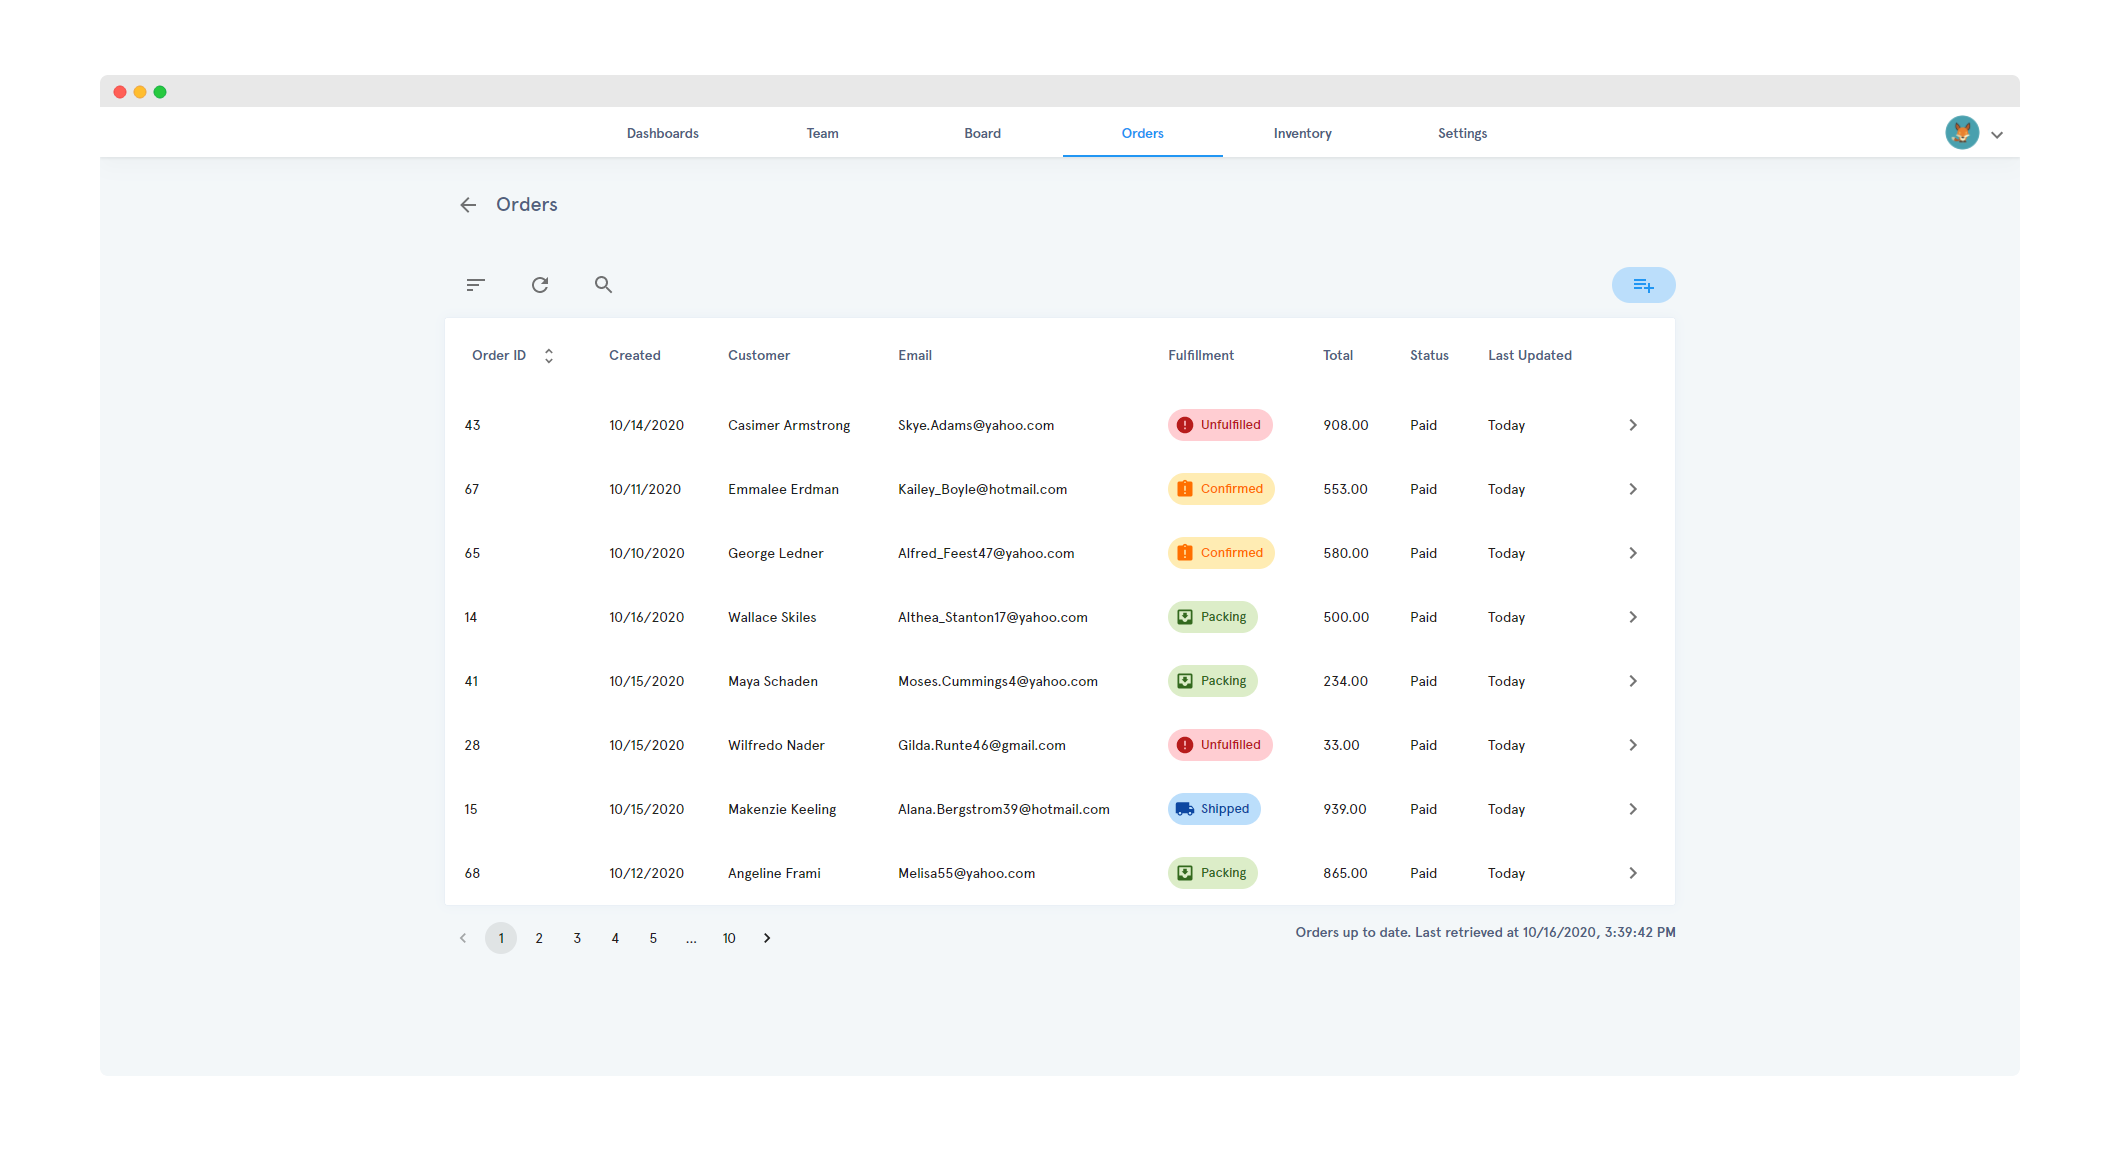 Dashboards Team Board Orders Inventory Settings
Orders
Order ID Created Customer Email Fulfillment Total Status Last Updated
43 10/14/2020 Casimer Armstrong Skye.Adams@yahoo.com Unfulfilled 908.00 Paid Today
67 10/11/2020 Emmalee Erdman Kailey_Boyle@hotmail.com Confirmed 553.00 Paid Today
65 10/10/2020 George Ledner Alfred_Feest47@yahoo.com Confirmed 580.00 Paid Today
14 10/16/2020 Wallace Skiles Althea_Stanton17@yahoo.com Packing 500.00 Paid Today
41 10/15/2020 Maya Schaden Moses.Cummings4@yahoo.com Packing 234.00 Paid Today
28 10/15/2020 Wilfredo Nader Gilda.Runte46@gmail.com Unfulfilled 33.00 Paid Today
15 10/15/2020 Makenzie Keeling Alana.Bergstrom39@hotmail.com Shipped 939.00 Paid Today
68 10/12/2020 Angeline Frami Melisa55@yahoo.com Packing 865.00 Paid Today
1 2 3 4 5 ... 10
Orders up to date. Last retrieved at 10/16/2020, 3:39:42 PM